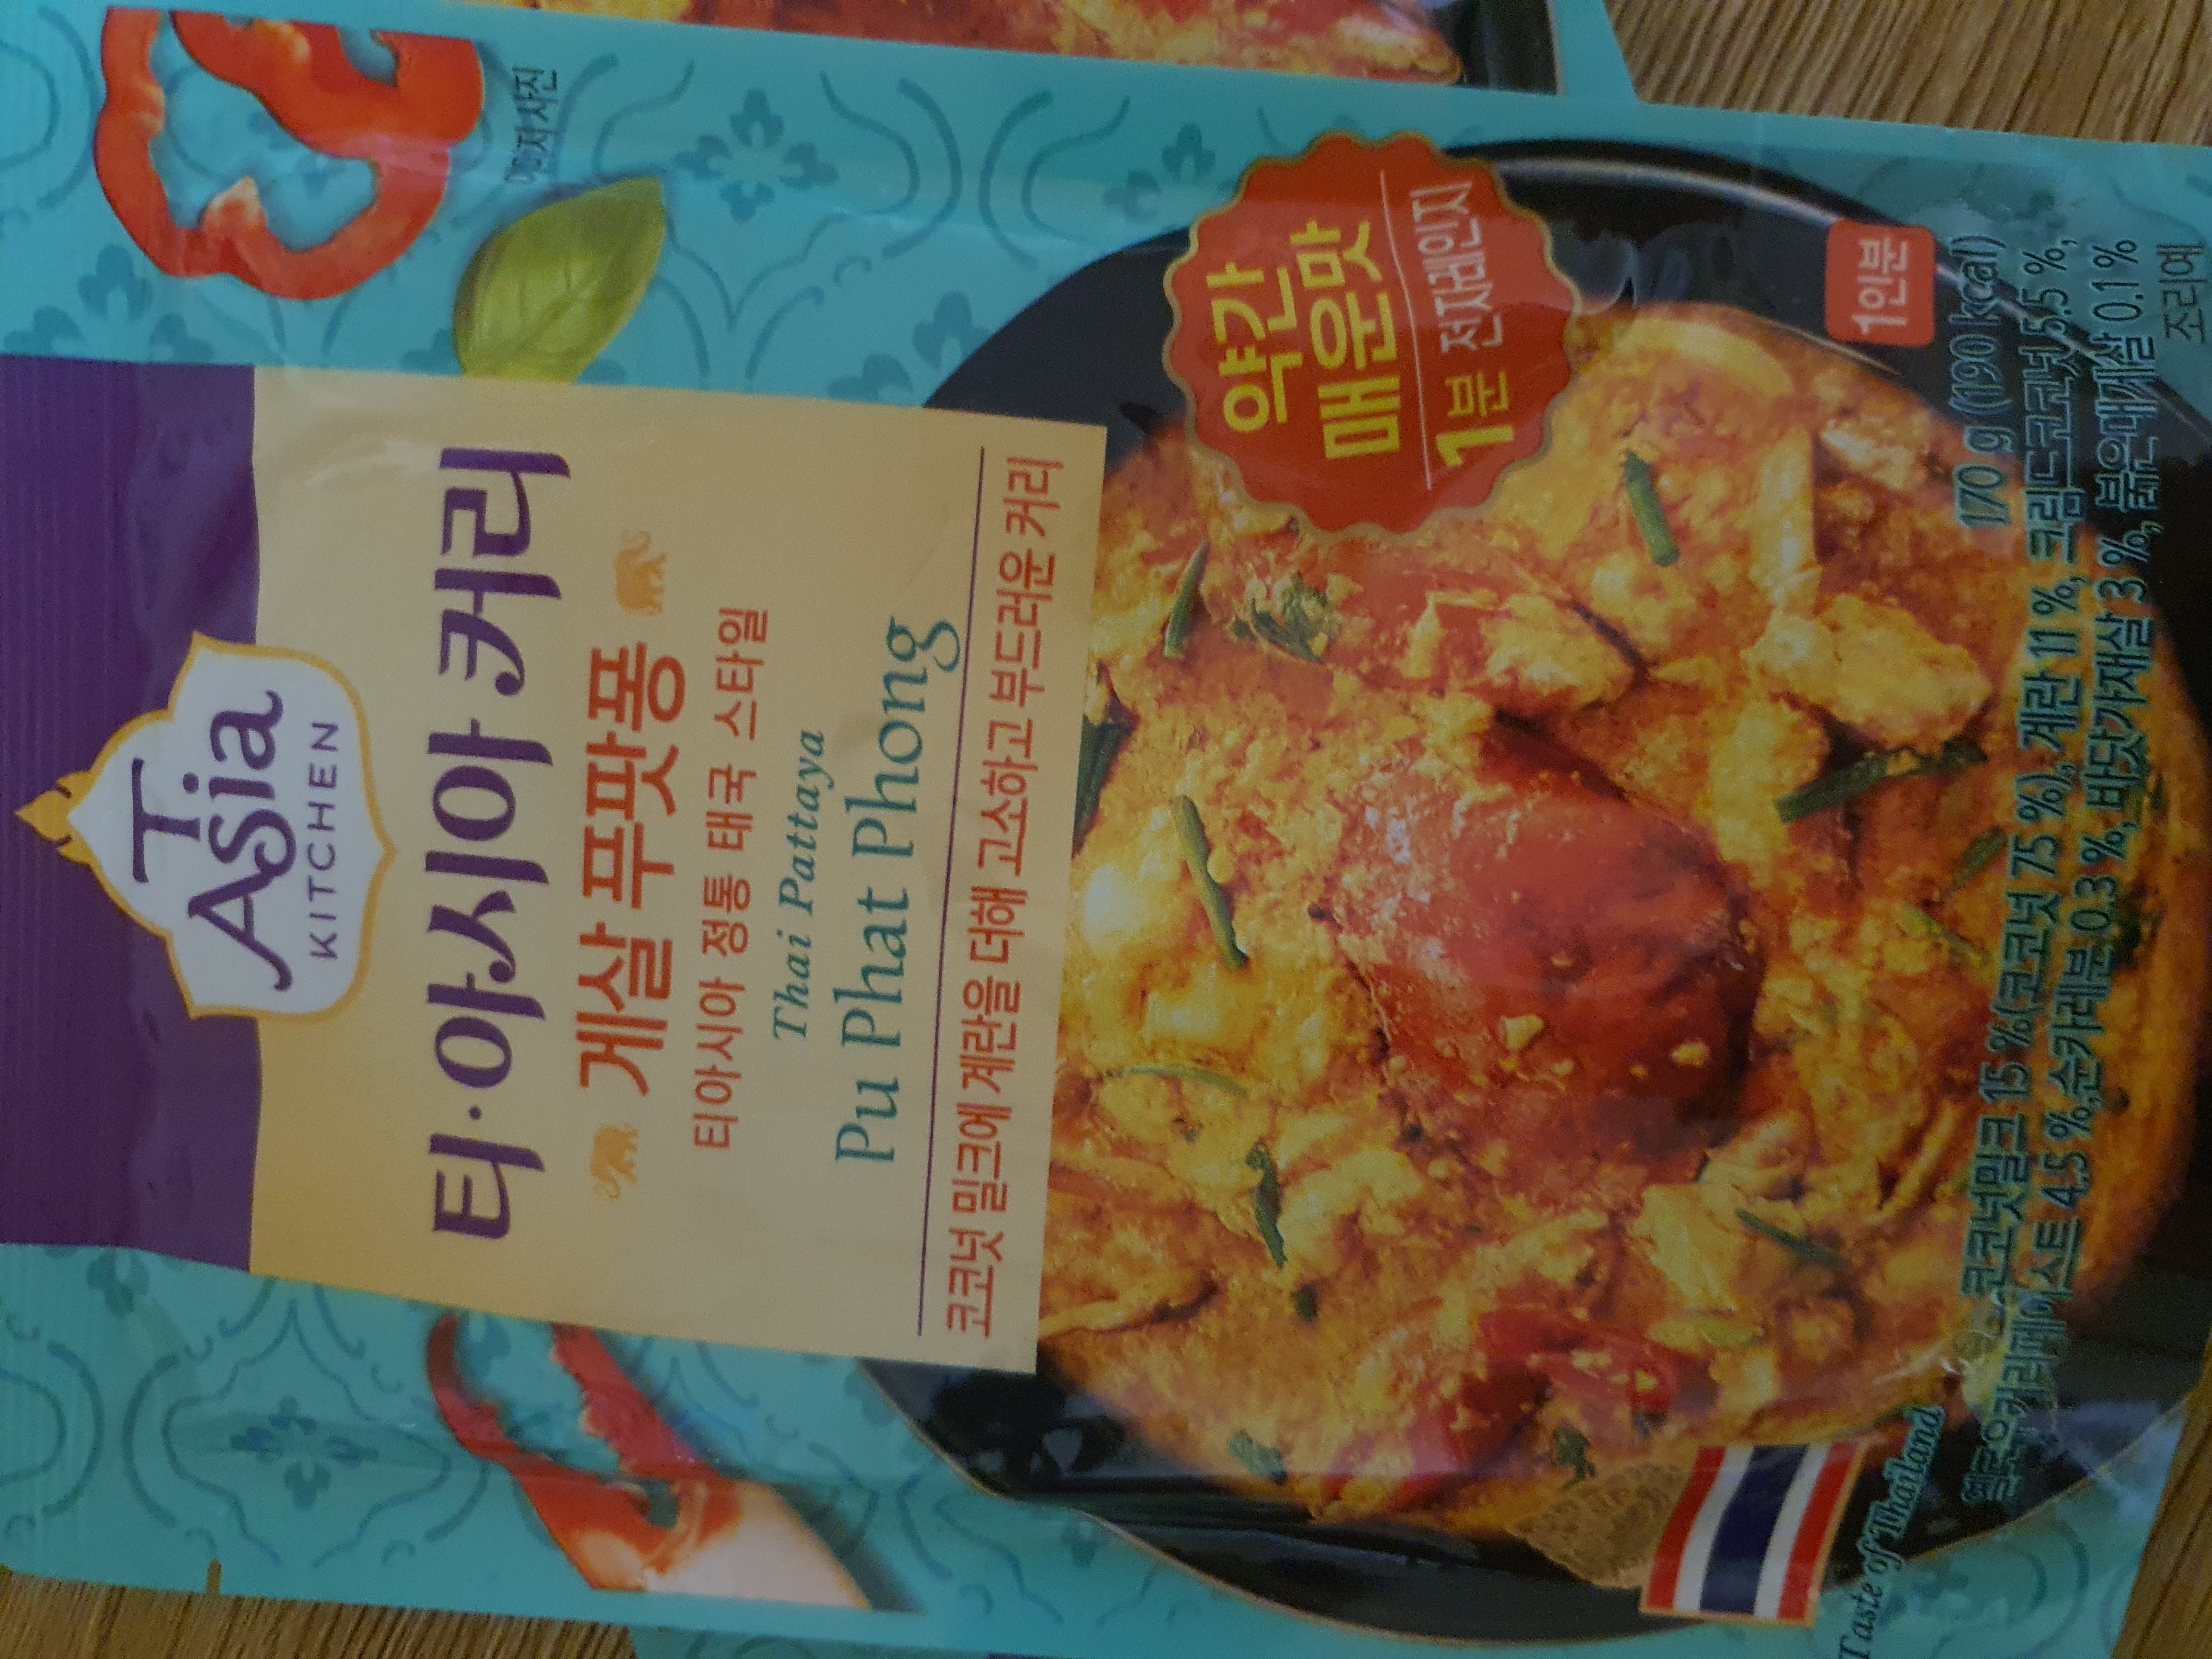 T
Asia
KITCHEN
티·아시아 커리
게살 푸팟퐁
티아시아 정통 태국 스타일
Thai Pattaya
Pu Phat Phong
코코넛 밀크에 계란을 더해 고소하고 부드러운 커리
약간
매운맛
1분 전자레인지
1인분
170 g (190 kcal)
코코넛밀크 15 %(코코넛 75 %), 계란 11 %, 크림드코코넛 5.5 %,
옐로우커리페이스트 4.5 %,순카레분 0.3 %, 바닷가재살 3 %, 붉은대게살 0.1 %
조리예
Taste of Thailand